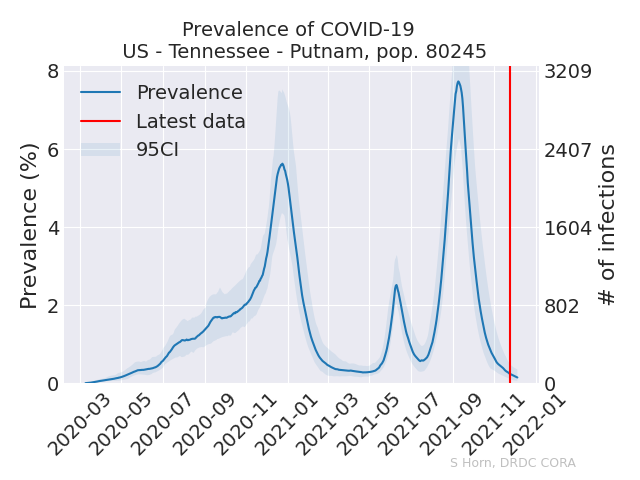 Prevalence of COVID-19
US - Tennessee - Putnam, pop. 80245
Prevalence (%)
8
6
4
2
0
Prevalence
Latest data
95CI
3209
2407
1604
802
0
# of infections
2020-03
2020-05
2020-07
2020-09
2020-11
2021-01
2021-03
2021-05
2021-07
2021-09
2021-11
2022-01
S Horn, DRDC CORA